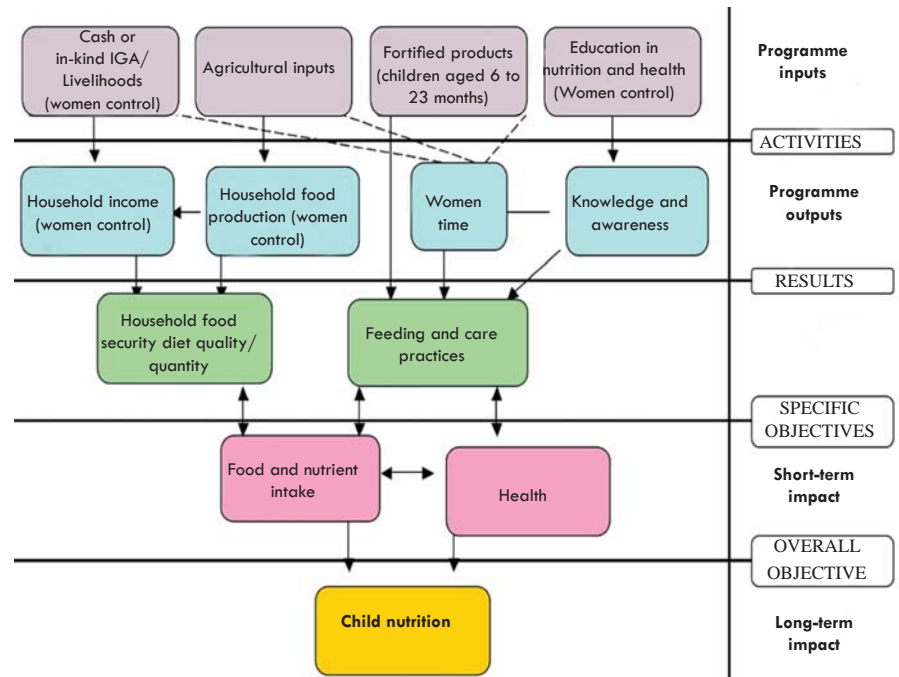 Cash or
in-kind IGA/
Livelihoods
(women control)
Agricultural inputs
Fortified products
(children aged 6 to
23 months)
Education in
nutrition and health
(Women control)
Programme
inputs
ACTIVITIES
Household income
(women control)
Household food
production (women
control)
Women
time
Knowledge and
awareness
Programme
outputs
RESULTS
Household food
security diet quality/
quantity
Feeding and care
practices
SPECIFIC
OBJECTIVES
Food and nutrient
intake
Health
Short-term
impact
OVERALL
OBJECTIVE
Child nutrition
Long-term
impact